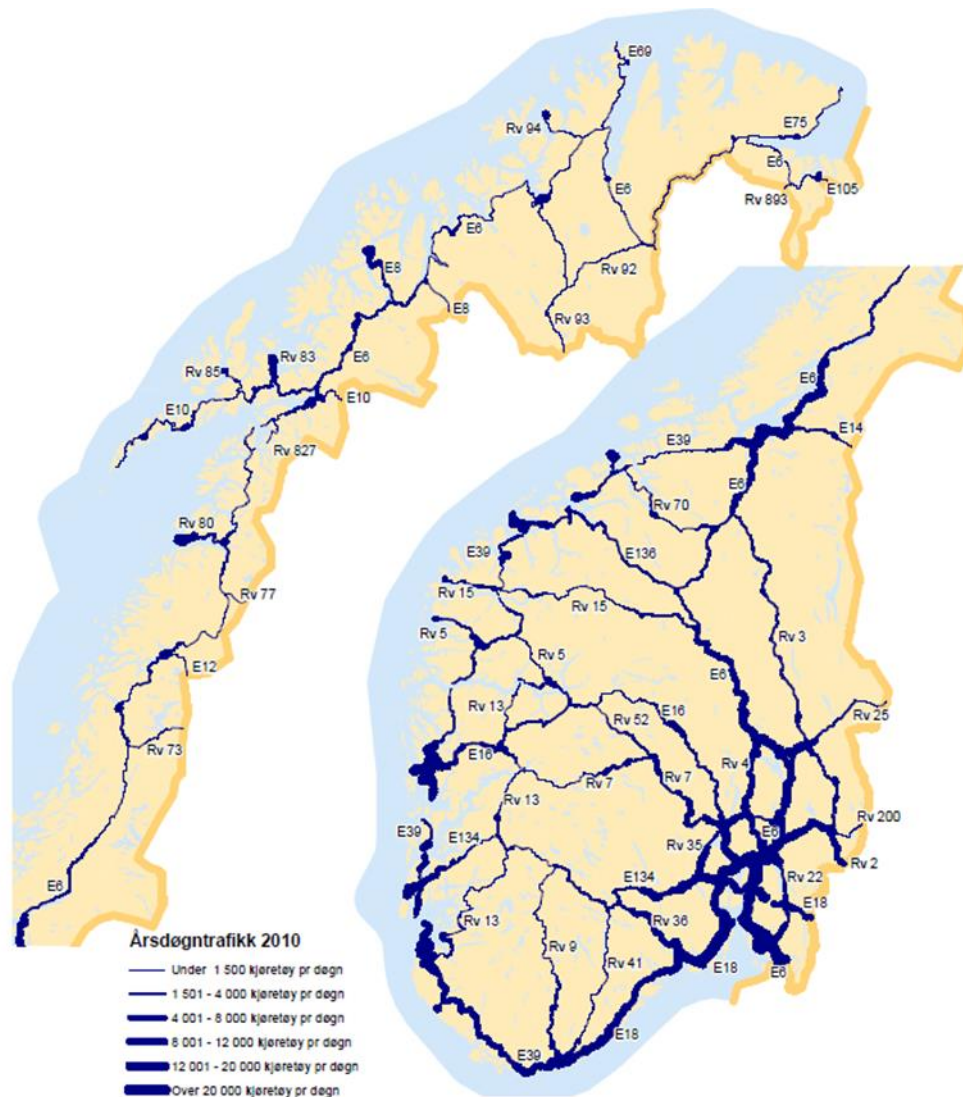 E69
Rv 94
E75
E6
E105
Rv 893
E6
E6
E8
Rv 92
E8
Rv 93
Rv 83
E6
Rv 85
E10
E10
Rv 827
Rv 80
Rv 77
E12
Rv 73
E6
E6
E14
E39
E6
Rv 70
E39
E136
Rv 15
Rv 15
Rv 5
Rv 3
Rv 5
E6
Rv 13
E16
Rv 52
Rv 25
E16
Rv 4
Rv 7
Rv 7
Rv 13
E39
E134
Rv 35
E6
Rv 200
Rv 22
Rv 2
E134
E18
Rv 13
Rv 36
Rv 9
Rv 41
E18
E6
E18
E39
Årsdøgntrafikk 2010
Under 1 500 kjøretøy pr døgn
1 501 - 4 000 kjøretøy pr døgn
4 001 - 8 000 kjøretøy pr døgn
8 001 - 12 000 kjøretøy pr døgn
12 001 - 20 000 kjøretøy pr døgn
Over 20 000 kjøretøy pr døgn